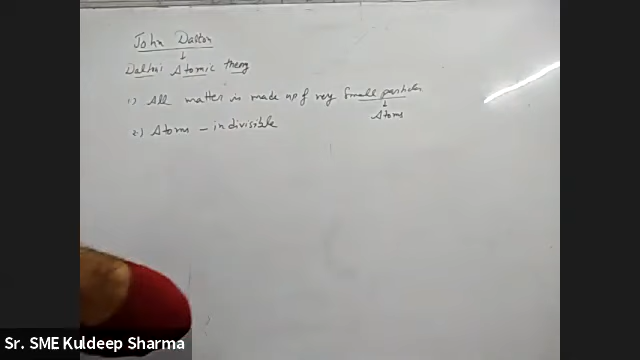 John Dalton
↓
Dalton's Atomic theory
1) All matter is made up of very small particles
↓
Atoms
2) Atoms – indivisible
Sr. SME Kuldeep Sharma